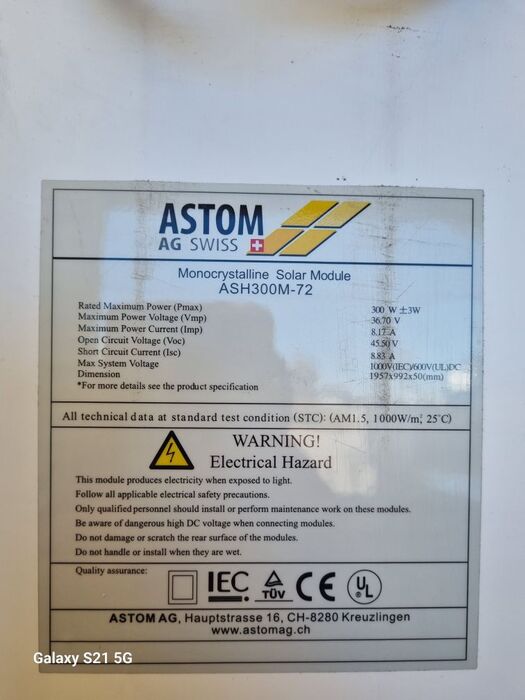 ASTOM
AG SWISS
Monocrystalline Solar Module
ASH300M-72
Rated Maximum Power (Pmax) 300 W ±3W
Maximum Power Voltage (Vmp) 36.70 V
Maximum Power Current (Imp) 8.17 A
Open Circuit Voltage (Voc) 45.50 V
Short Circuit Current (Isc) 8.83 A
Max System Voltage 1000V(IEC)/600V(UL)DC
Dimension 1957x992x50(mm)
*For more details see the product specification
All technical data at standard test condition (STC): (AM1.5, 1000W/m², 25°C)
WARNING!
Electrical Hazard
This module produces electricity when exposed to light.
Follow all applicable electrical safety precautions.
Only qualified personnel should install or perform maintenance work on these modules.
Be aware of dangerous high DC voltage when connecting modules.
Do not damage or scratch the rear surface of the modules.
Do not handle or install when they are wet.
Quality assurance: IEC TÜV CE UL
ASTOM AG, Hauptstrasse 16, CH-8280 Kreuzlingen
www.astomag.ch
Galaxy S21 5G